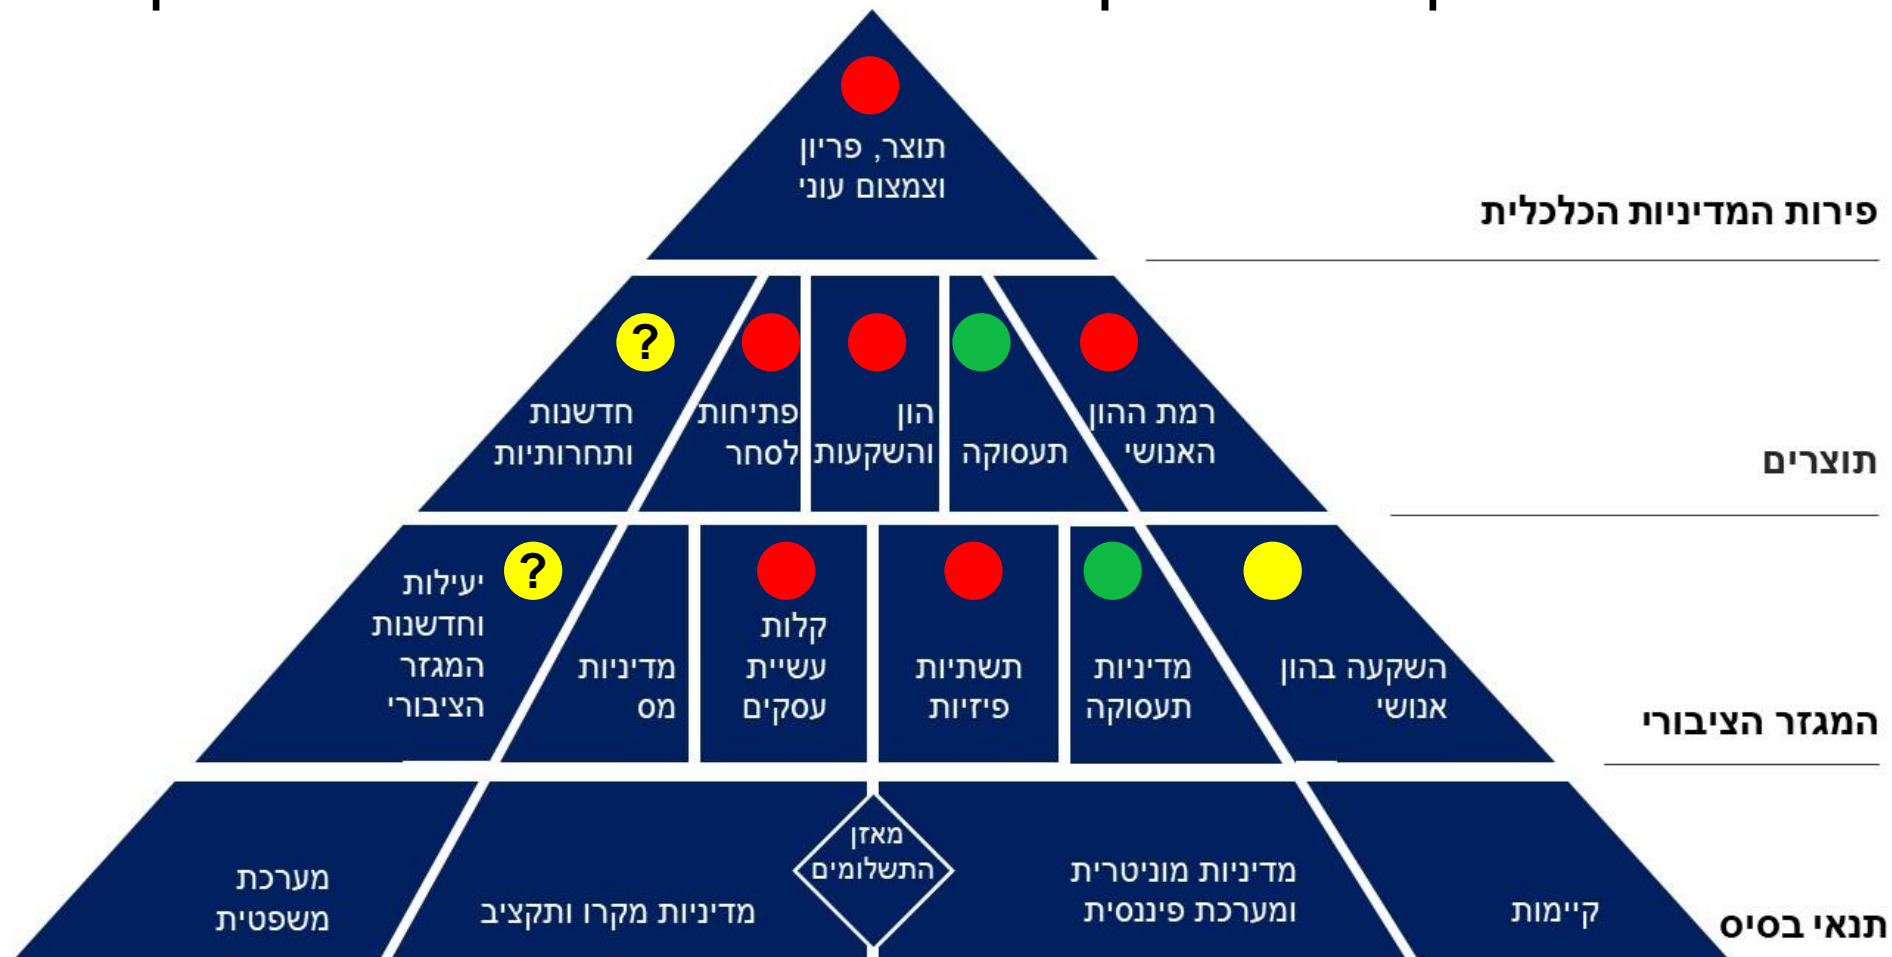 תוצר, פריון
וצמצום עוני
פירות המדיניות הכלכלית
רמת ההון
האנושי
תעסוקה
הון
והשקעות
פתיחות
לסחר
?
חדשנות
ותחרותיות
תוצרים
השקעה בהון
אנושי
מדיניות
תעסוקה
תשתיות
פיזיות
קלות
עשיית
עסקים
מדיניות
מס
?
יעילות
וחדשנות
המגזר
הציבורי
המגזר הציבורי
קיימות
מדיניות מוניטרית
ומערכת פיננסית
מאזן
התשלומים
מדיניות מקרו ותקציב
מערכת
משפטית
תנאי בסיס